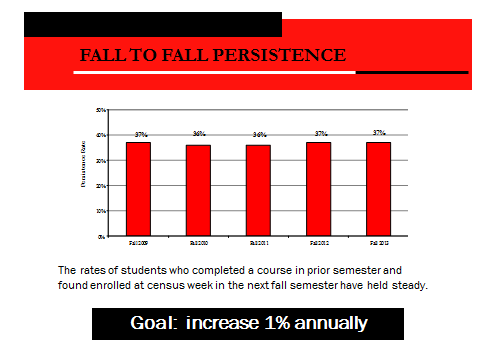 FALL TO FALL PERSISTENCE
50%
40%
30%
20%
10%
0%
Persistence Rate
37%
36%
36%
37%
37%
Fall 2009
Fall 2010
Fall 2011
Fall 2012
Fall 2013
The rates of students who completed a course in prior semester and
found enrolled at census week in the next fall semester have held steady.
Goal: increase 1% annually